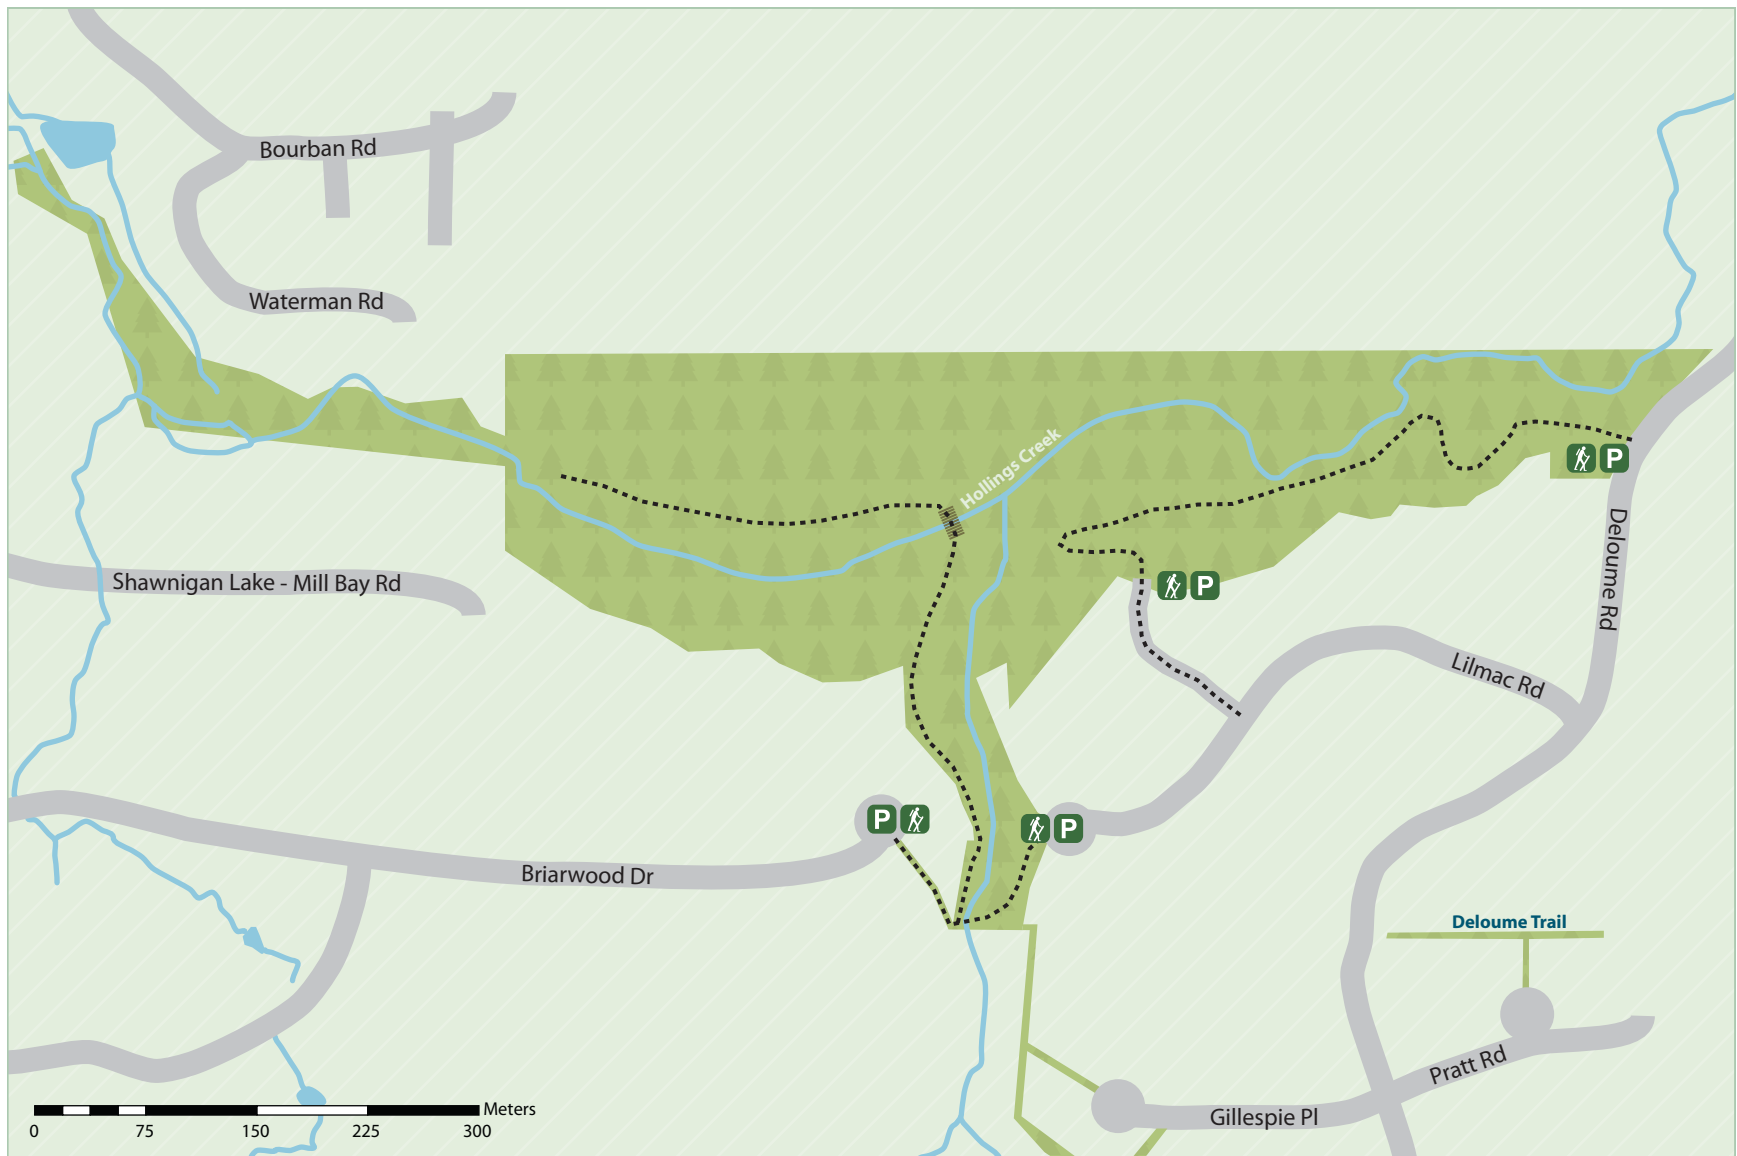 Bourban Rd
Waterman Rd
Hollings Creek
P
Deloume Rd
Shawnigan Lake - Mill Bay Rd
P
Lilmac Rd
P
P
Briarwood Dr
Deloume Trail
Pratt Rd
Gillespie Pl
Meters
0 75 150 225 300